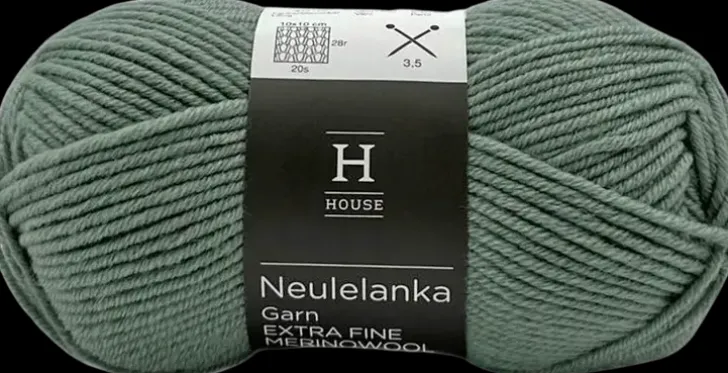 10x10 cm
28r
20s
3,5
H
HOUSE
Neulelanka
Garn
EXTRA FINE
MERINOWOOL